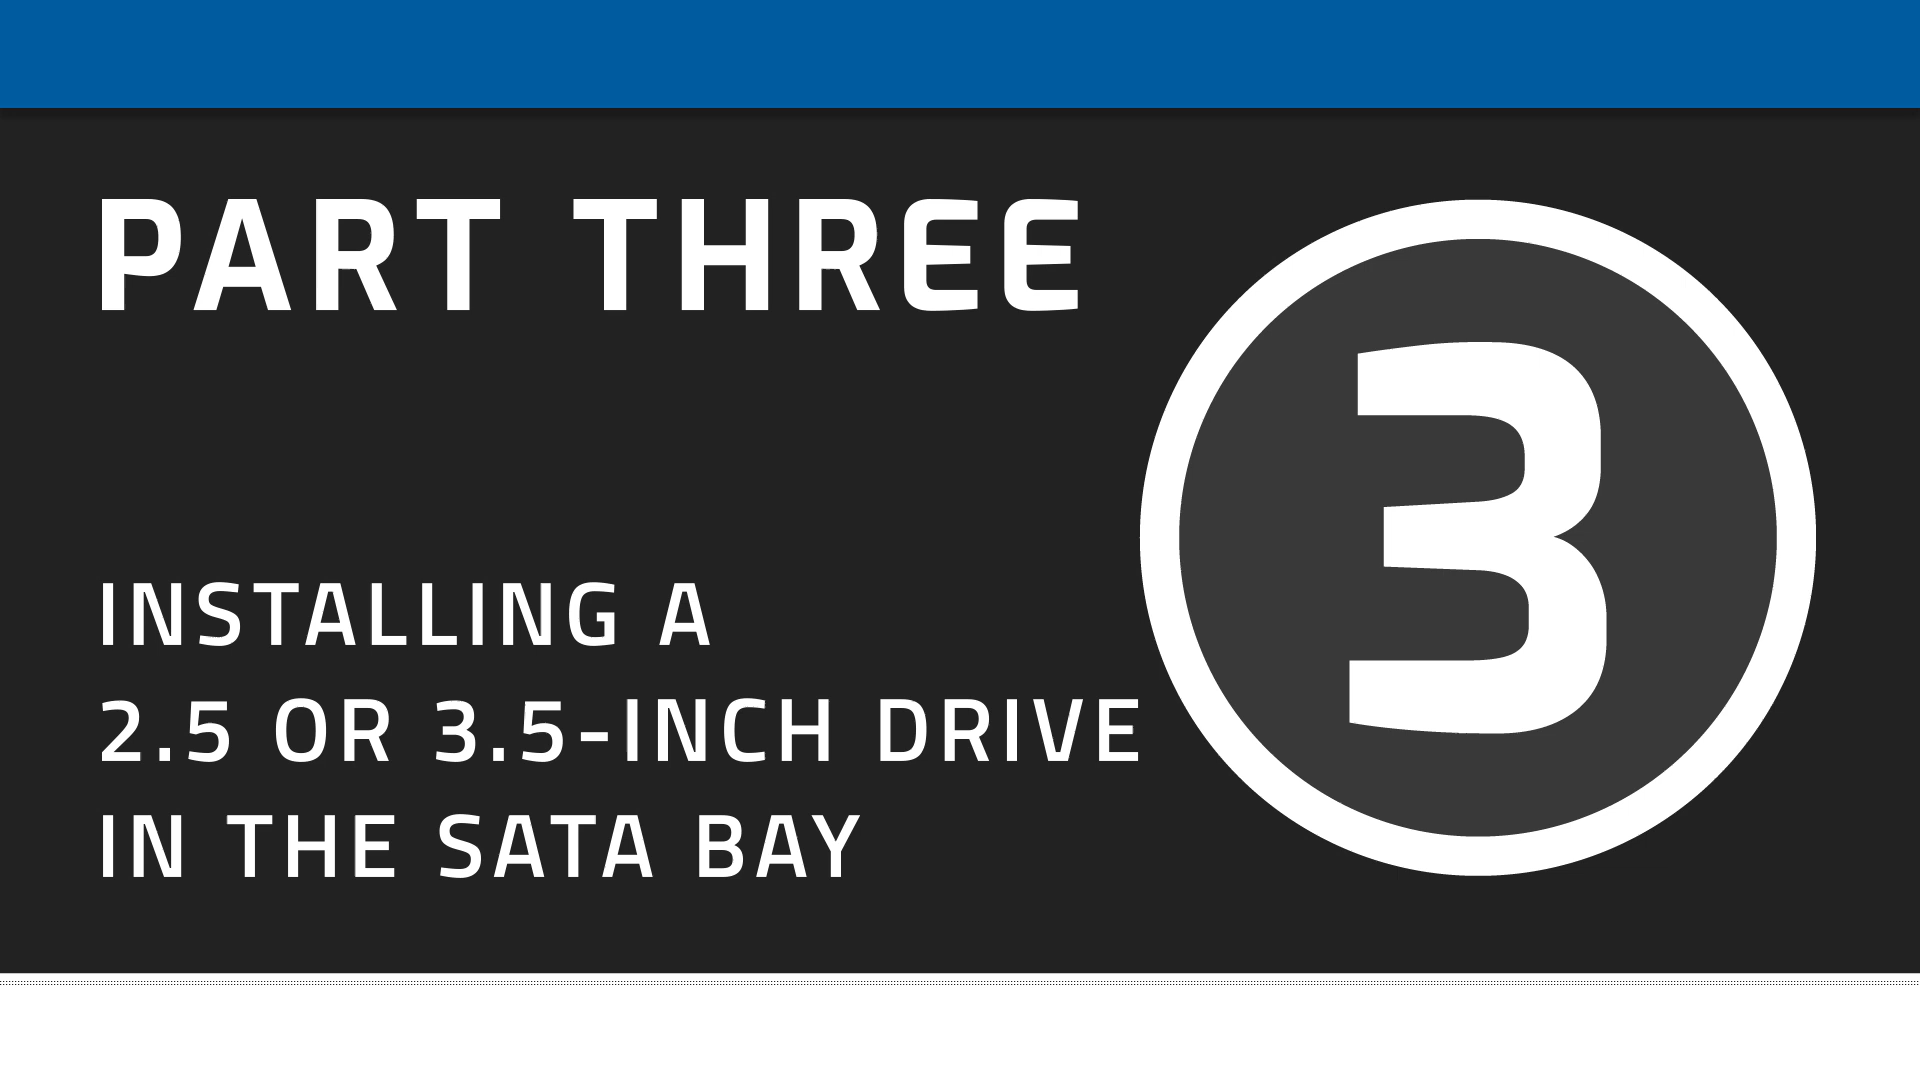 PART THREE
3
INSTALLING A
2.5 OR 3.5-INCH DRIVE
IN THE SATA BAY